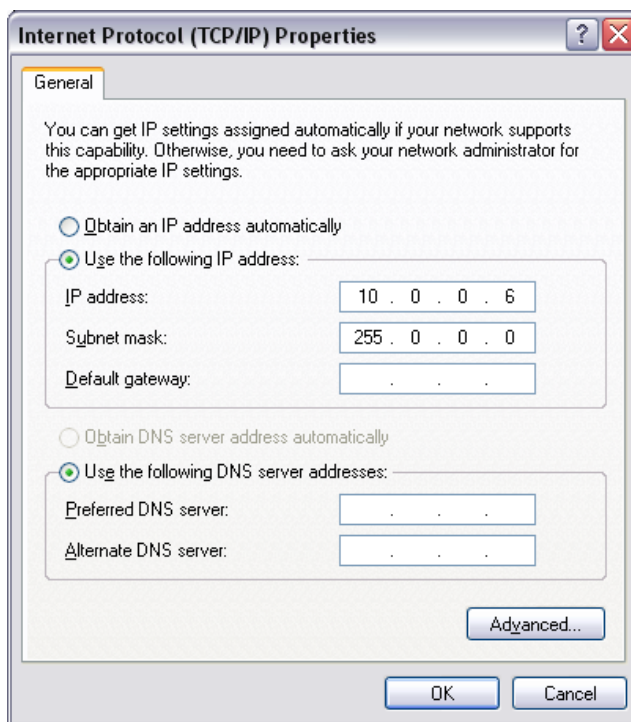 Internet Protocol (TCP/IP) Properties
General
You can get IP settings assigned automatically if your network supports
this capability. Otherwise, you need to ask your network administrator for
the appropriate IP settings.
Obtain an IP address automatically
Use the following IP address:
IP address: 10 . 0 . 0 . 6
Subnet mask: 255 . 0 . 0 . 0
Default gateway: . . .
Obtain DNS server address automatically
Use the following DNS server addresses:
Preferred DNS server: . . .
Alternate DNS server: . . .
Advanced...
OK Cancel